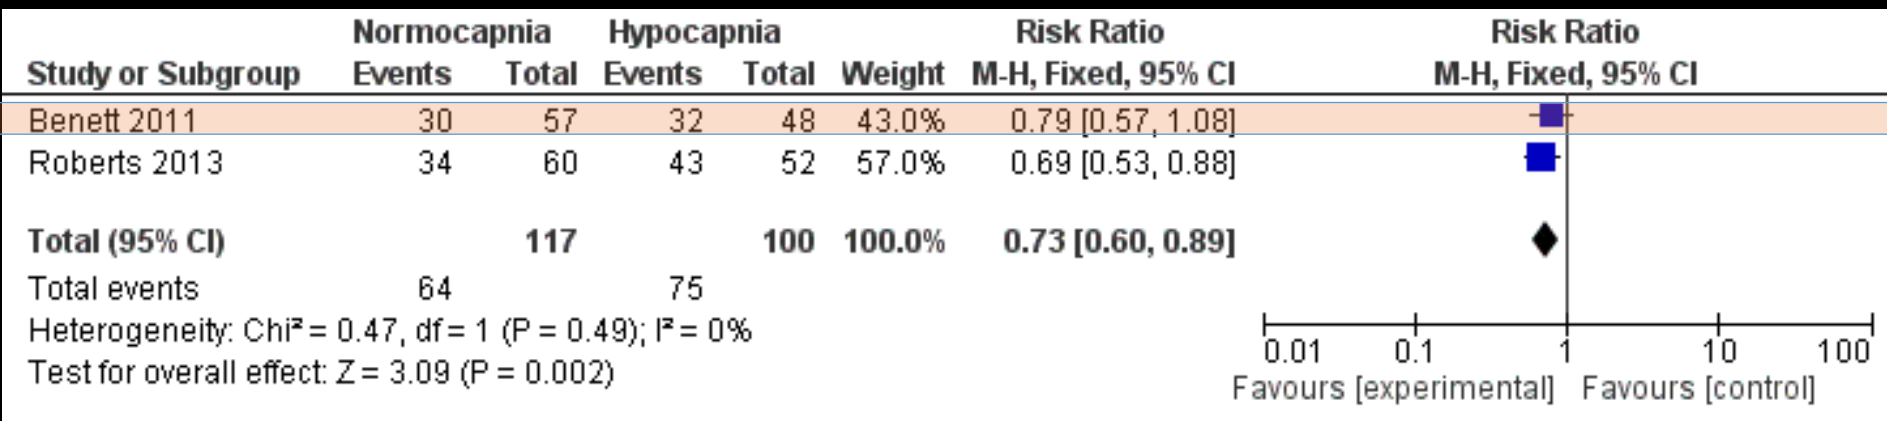 Normocapnia Hypocapnia Risk Ratio Risk Ratio
Study or Subgroup Events Total Events Total Weight M-H, Fixed, 95% CI M-H, Fixed, 95% CI
Benett 2011 30 57 32 48 43.0% 0.79 [0.57, 1.08]
Roberts 2013 34 60 43 52 57.0% 0.69 [0.53, 0.88]
Total (95% CI) 117 100 100.0% 0.73 [0.60, 0.89]
Total events 64 75
Heterogeneity: Chi² = 0.47, df = 1 (P = 0.49); I² = 0%
Test for overall effect: Z = 3.09 (P = 0.002)
0.01 0.1 1 10 100
Favours [experimental] Favours [control]